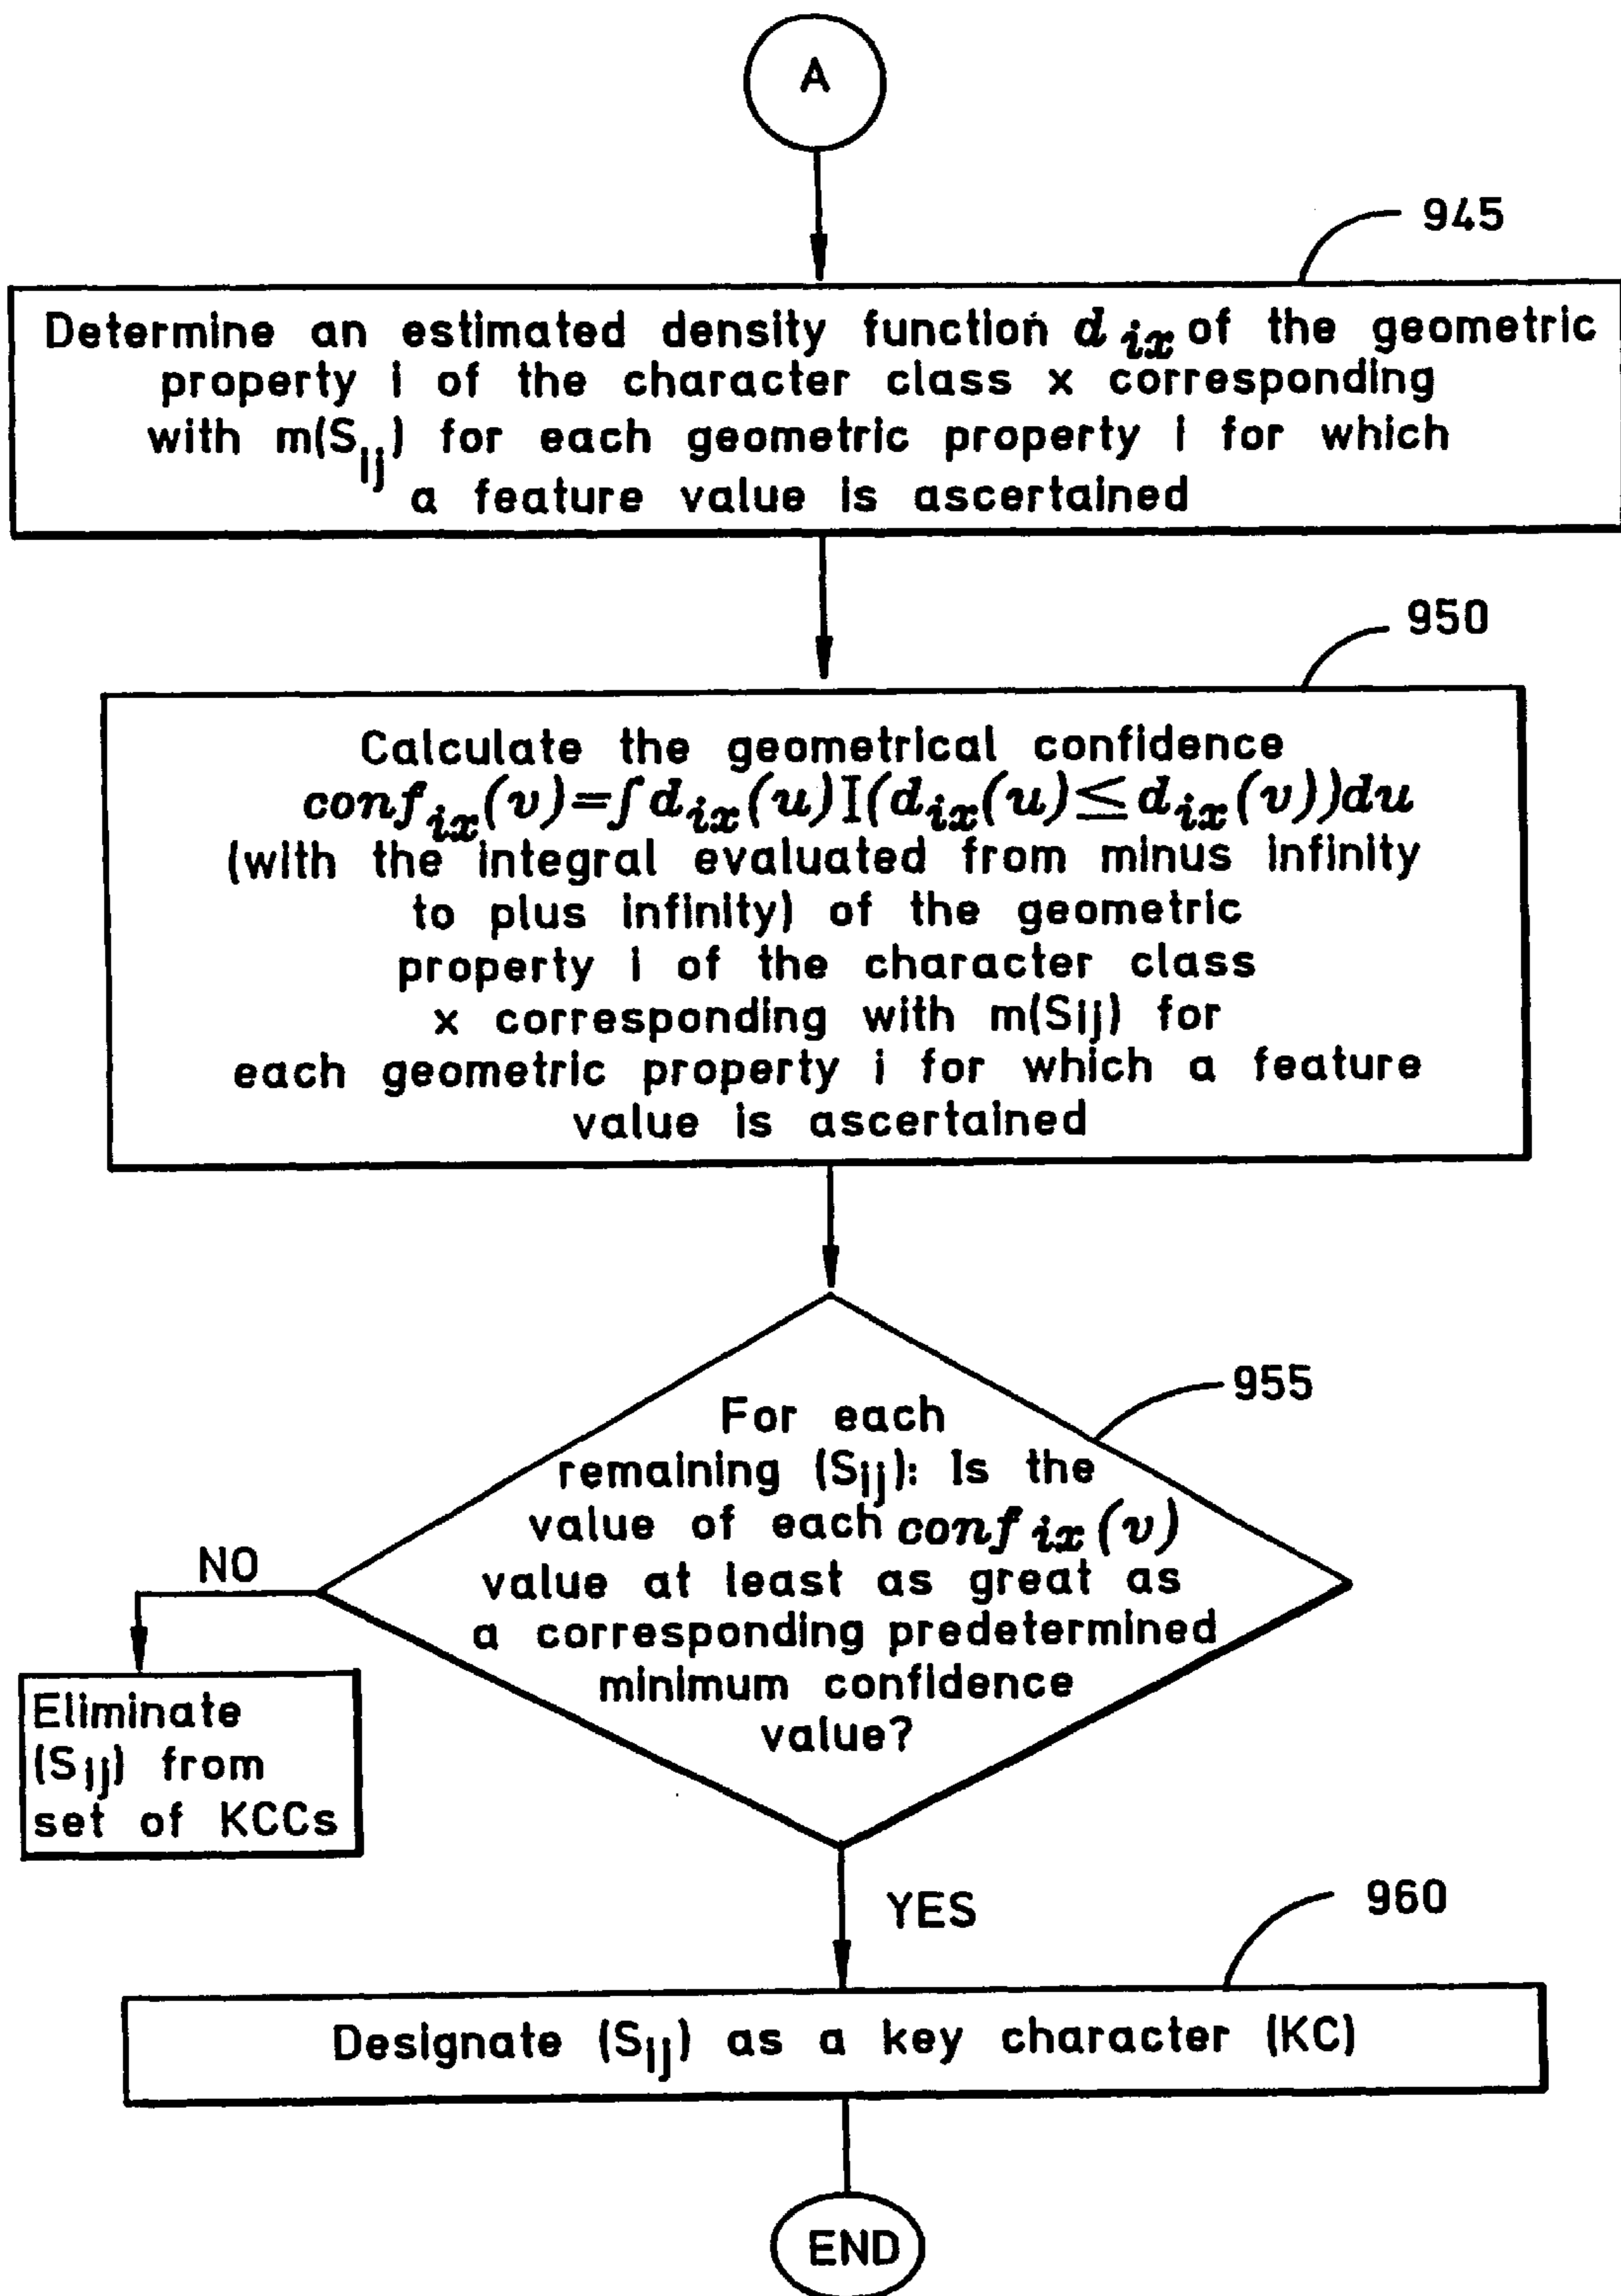 A
945
Determine an estimated density function d_ix of the geometric
property i of the character class x corresponding
with m(S_ij) for each geometric property i for which
a feature value is ascertained
950
Calculate the geometrical confidence
conf_ix(v)=∫d_ix(u)I(d_ix(u)≤d_ix(v))du
(with the integral evaluated from minus infinity
to plus infinity) of the geometric
property i of the character class
x corresponding with m(Sij) for
each geometric property i for which a feature
value is ascertained
955
For each
remaining (S_ij): Is the
value of each conf_ix(v)
value at least as great as
a corresponding predetermined
minimum confidence
value?
NO
Eliminate
(S_ij) from
set of KCCs
YES
960
Designate (S_ij) as a key character (KC)
END